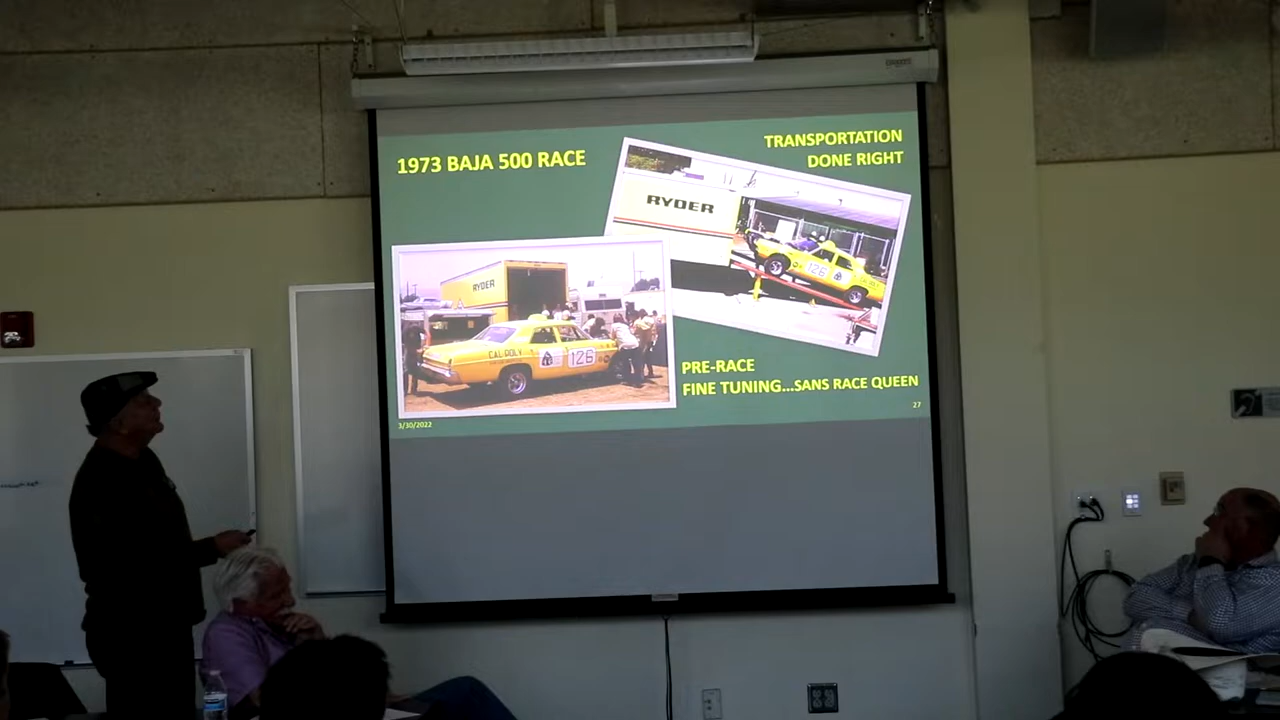 1973 BAJA 500 RACE
TRANSPORTATION
DONE RIGHT
RYDER
126
RYDER
CAL POLY
126
PRE-RACE
FINE TUNING...SANS RACE QUEEN
27
3/30/2022